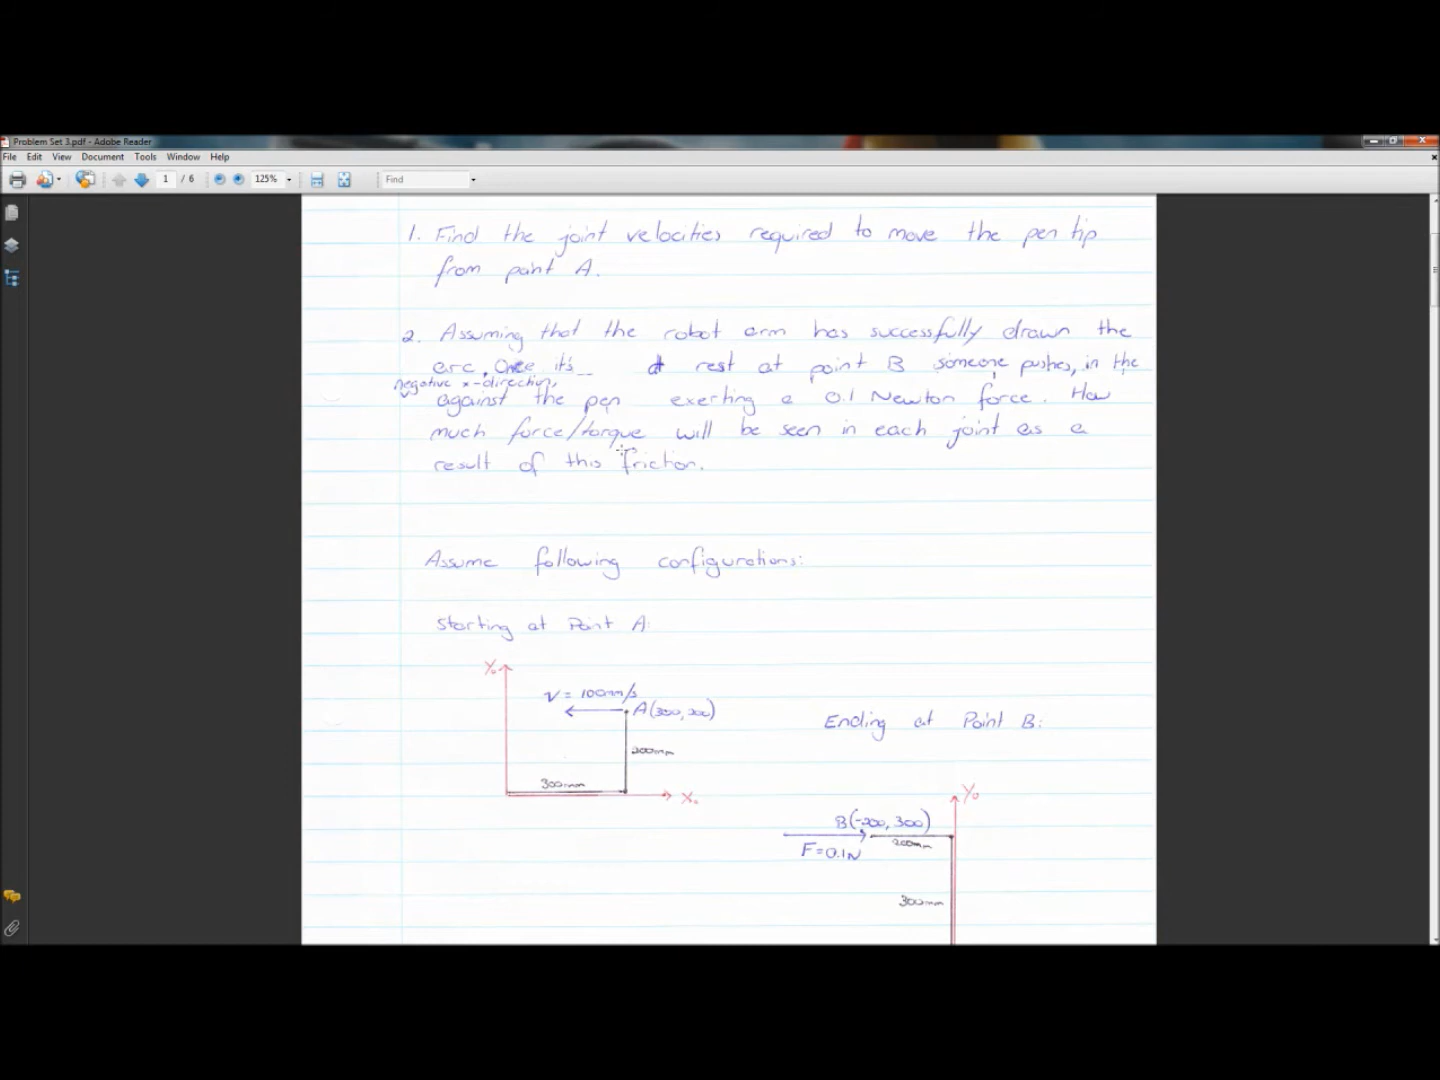 Problem Set 3.pdf - Adobe Reader
File Edit View Document Tools Window Help
1 / 6 125% Find
1. Find the joint velocities required to move the pen tip
from point A.
2. Assuming that the robot arm has successfully drawn the
arc, Once it's at rest at point B someone pushes, in the
negative x-direction,
against the pen exerting a 0.1 Newton force. How
much force/torque will be seen in each joint as a
result of this friction.
Assume following configurations:
Starting at Point A:
Y₀
V = 100mm/s
A(300, 200)
200mm
300mm
X₀
Ending at Point B:
Y₀
B(-200, 300)
200mm
F=0.1N
300mm